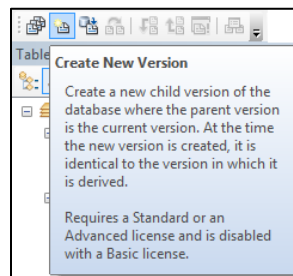 Table
Create New Version
Create a new child version of the
database where the parent version
is the current version. At the time
the new version is created, it is
identical to the version in which it
is derived.
Requires a Standard or an
Advanced license and is disabled
with a Basic license.